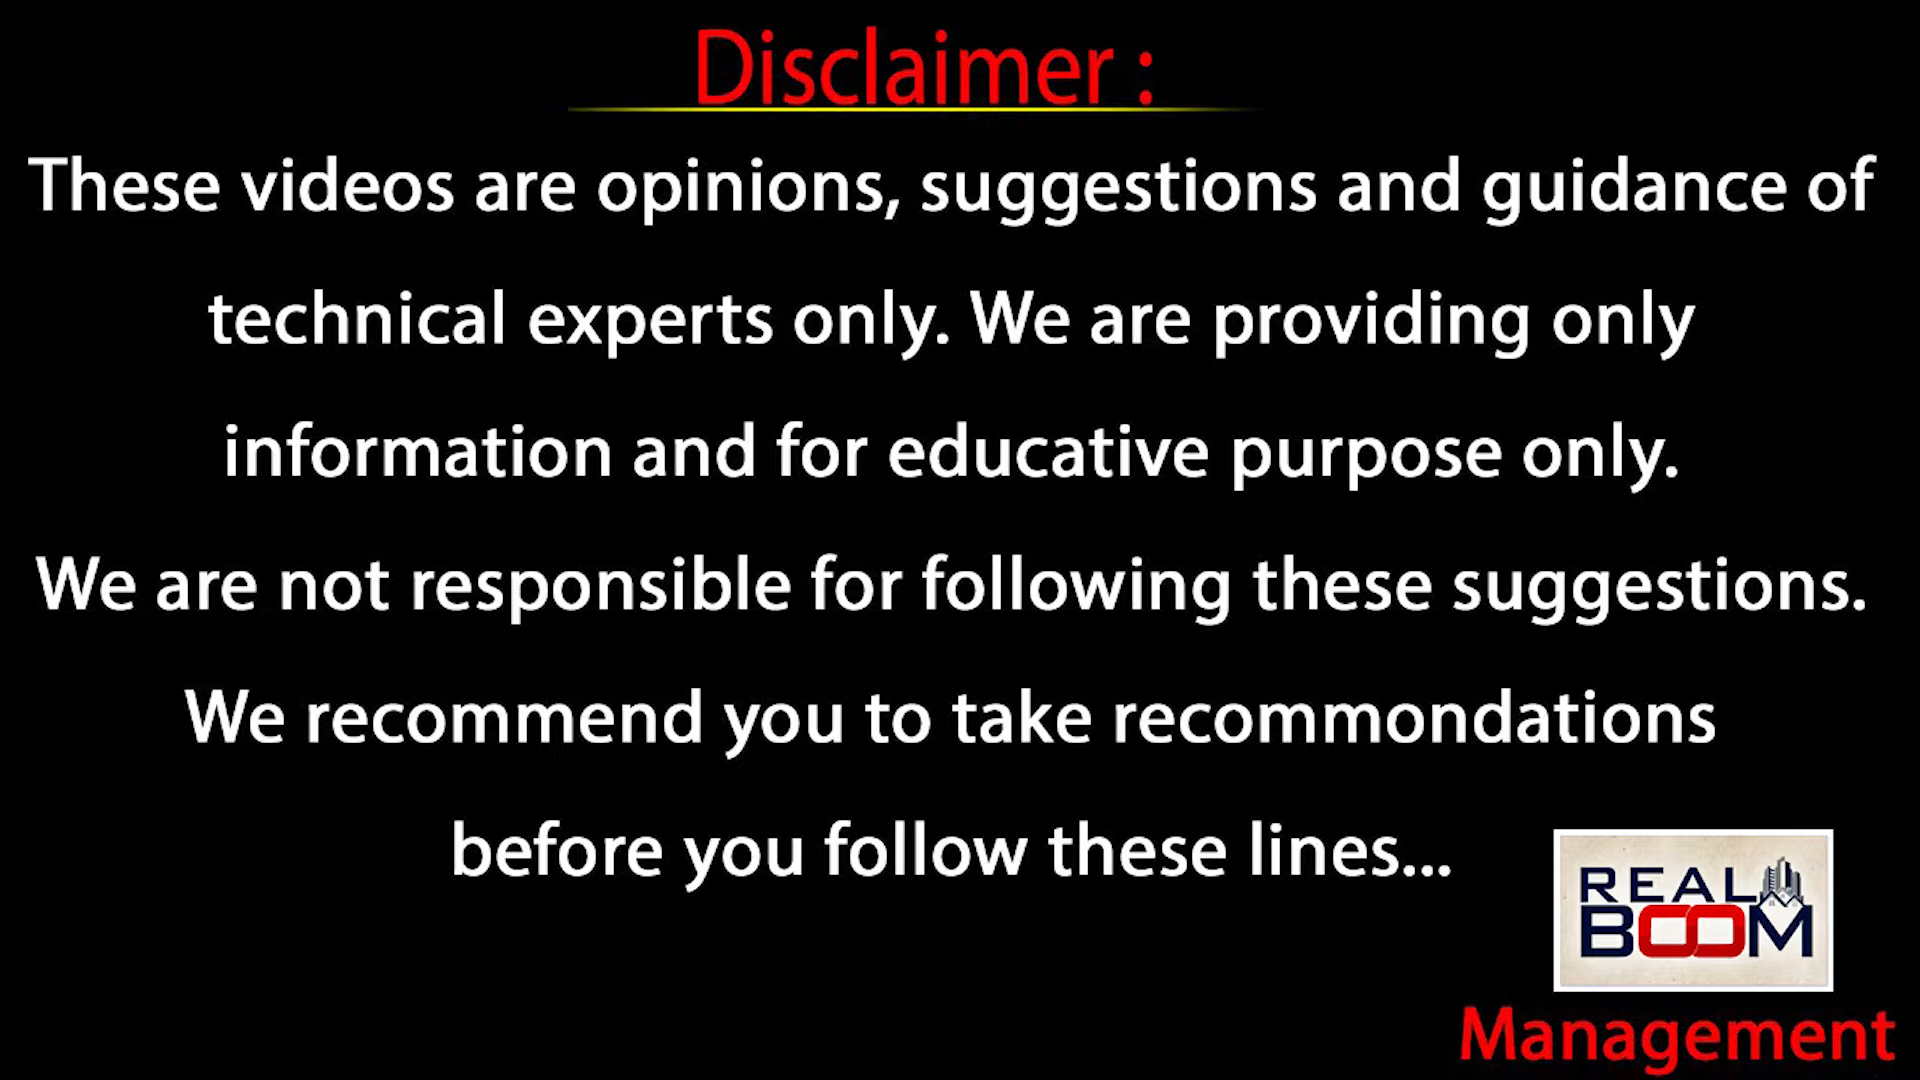 Disclaimer :
These videos are opinions, suggestions and guidance of
technical experts only. We are providing only
information and for educative purpose only.
We are not responsible for following these suggestions.
We recommend you to take recommondations
before you follow these lines...
REAL
BOOM
Management